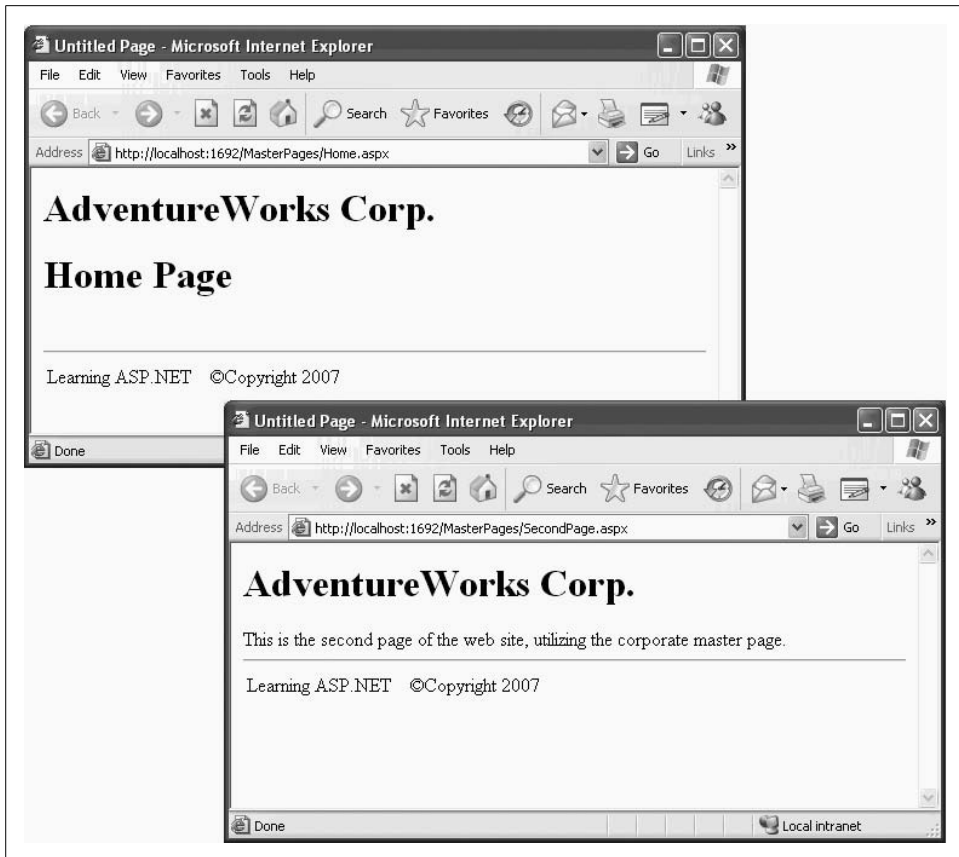 Untitled Page - Microsoft Internet Explorer
File Edit View Favorites Tools Help
Back Search Favorites
Address http://localhost:1692/MasterPages/Home.aspx Go Links »
AdventureWorks Corp.
Home Page
Learning ASP.NET ©Copyright 2007
Done
Untitled Page - Microsoft Internet Explorer
File Edit View Favorites Tools Help
Back Search Favorites
Address http://localhost:1692/MasterPages/SecondPage.aspx Go Links »
AdventureWorks Corp.
This is the second page of the web site, utilizing the corporate master page.
Learning ASP.NET ©Copyright 2007
Done Local intranet